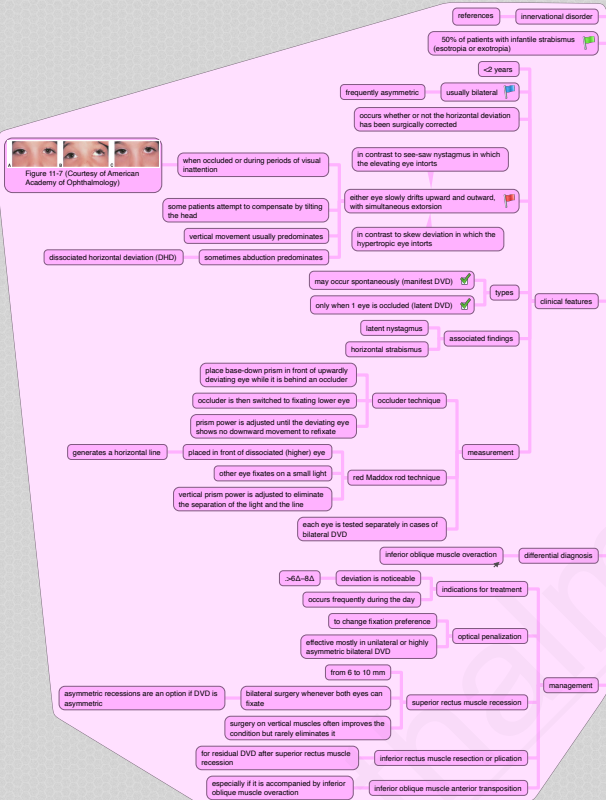 references
innervational disorder
50% of patients with infantile strabismus
(esotropia or exotropia)
<2 years
frequently asymmetric
usually bilateral
occurs whether or not the horizontal deviation
has been surgically corrected
A
B
C
Figure 11-7 (Courtesy of American
Academy of Ophthalmology)
when occluded or during periods of visual
inattention
in contrast to see-saw nystagmus in which
the elevating eye intorts
some patients attempt to compensate by tilting
the head
either eye slowly drifts upward and outward,
with simultaneous extorsion
vertical movement usually predominates
in contrast to skew deviation in which the
hypertropic eye intorts
dissociated horizontal deviation (DHD)
sometimes abduction predominates
may occur spontaneously (manifest DVD)
only when 1 eye is occluded (latent DVD)
types
clinical features
latent nystagmus
horizontal strabismus
associated findings
place base-down prism in front of upwardly
deviating eye while it is behind an occluder
occluder is then switched to fixating lower eye
occluder technique
prism power is adjusted until the deviating eye
shows no downward movement to refixate
generates a horizontal line
placed in front of dissociated (higher) eye
measurement
other eye fixates on a small light
red Maddox rod technique
vertical prism power is adjusted to eliminate
the separation of the light and the line
each eye is tested separately in cases of
bilateral DVD
inferior oblique muscle overaction
differential diagnosis
.>6Δ–8Δ
deviation is noticeable
indications for treatment
occurs frequently during the day
to change fixation preference
optical penalization
effective mostly in unilateral or highly
asymmetric bilateral DVD
from 6 to 10 mm
management
asymmetric recessions are an option if DVD is
asymmetric
bilateral surgery whenever both eyes can
fixate
superior rectus muscle recession
surgery on vertical muscles often improves the
condition but rarely eliminates it
for residual DVD after superior rectus muscle
recession
inferior rectus muscle resection or plication
especially if it is accompanied by inferior
oblique muscle overaction
inferior oblique muscle anterior transposition